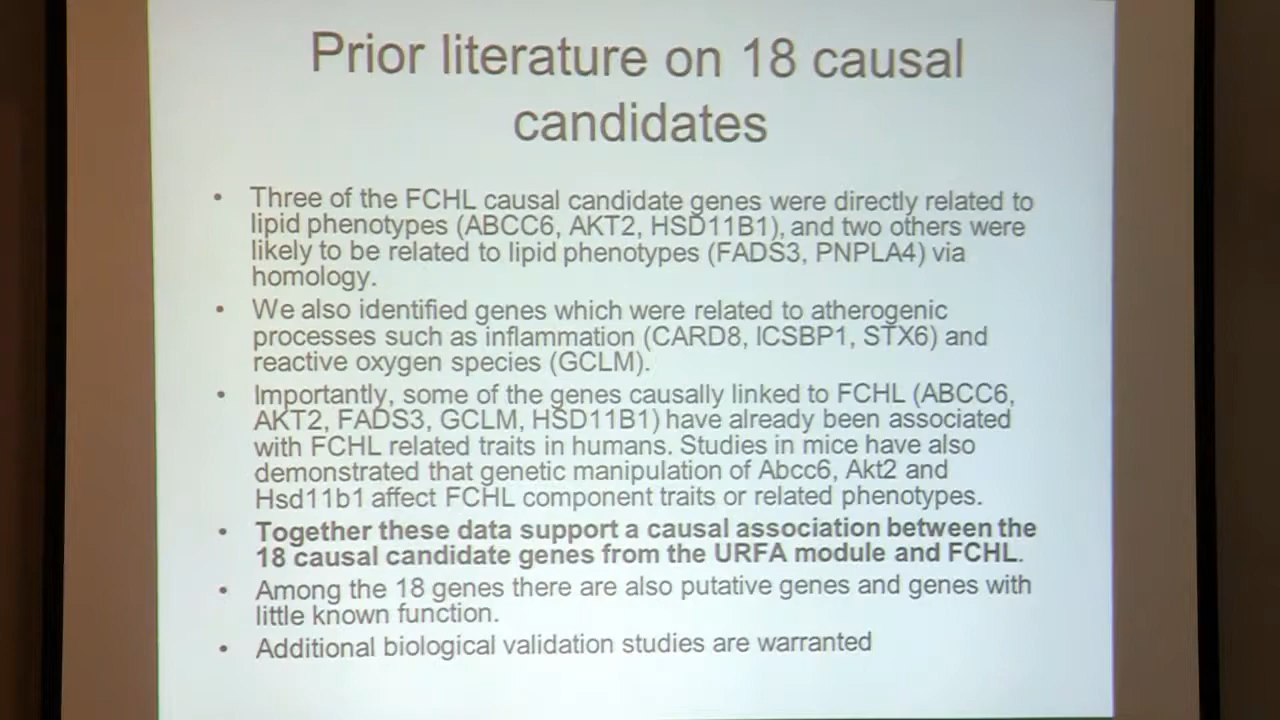 Prior literature on 18 causal
candidates
• Three of the FCHL causal candidate genes were directly related to
lipid phenotypes (ABCC6, AKT2, HSD11B1), and two others were
likely to be related to lipid phenotypes (FADS3, PNPLA4) via
homology.
• We also identified genes which were related to atherogenic
processes such as inflammation (CARD8, ICSBP1, STX6) and
reactive oxygen species (GCLM).
• Importantly, some of the genes causally linked to FCHL (ABCC6,
AKT2, FADS3, GCLM, HSD11B1) have already been associated
with FCHL related traits in humans. Studies in mice have also
demonstrated that genetic manipulation of Abcc6, Akt2 and
Hsd11b1 affect FCHL component traits or related phenotypes.
• Together these data support a causal association between the
18 causal candidate genes from the URFA module and FCHL.
• Among the 18 genes there are also putative genes and genes with
little known function.
• Additional biological validation studies are warranted